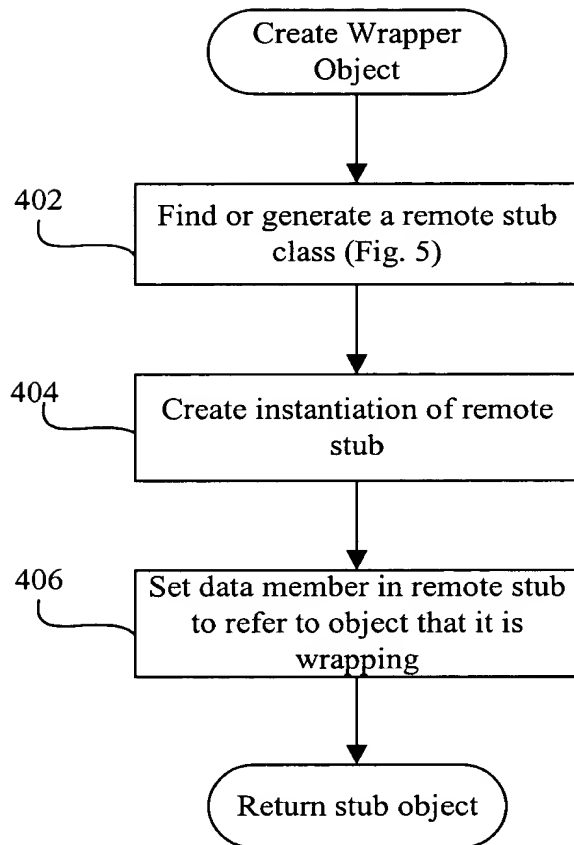 Create Wrapper
Object
402
Find or generate a remote stub
class (Fig. 5)
404
Create instantiation of remote
stub
406
Set data member in remote stub
to refer to object that it is
wrapping
Return stub object